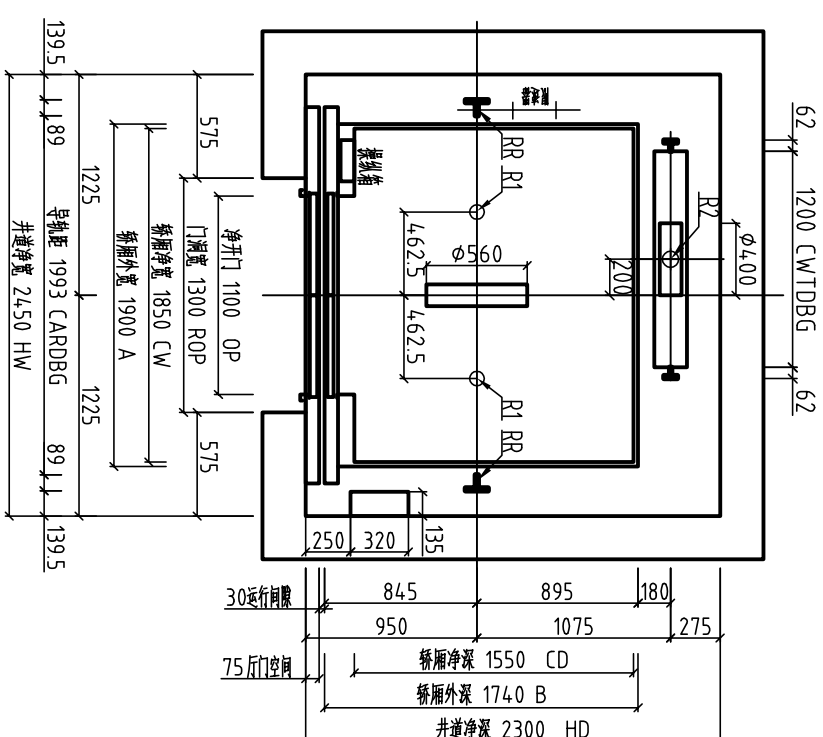 139.5
89
1225
导轨距 1993 CARDBG
井道净宽 2450 HW
1225
89
139.5
575
净开门 1100 OP
门洞宽 1300 ROP
轿厢净宽 1850 CW
轿厢外宽 1900 A
575
操纵箱
限速器
RR R1
462.5
Φ560
462.5
R1 RR
R2
Φ400
200
62
1200 CWTDBG
62
250 320 135
30运行间隙
845 895 180
950 1075 275
75厅门空间
轿厢净深 1550 CD
轿厢外深 1740 B
井道净深 2300 HD